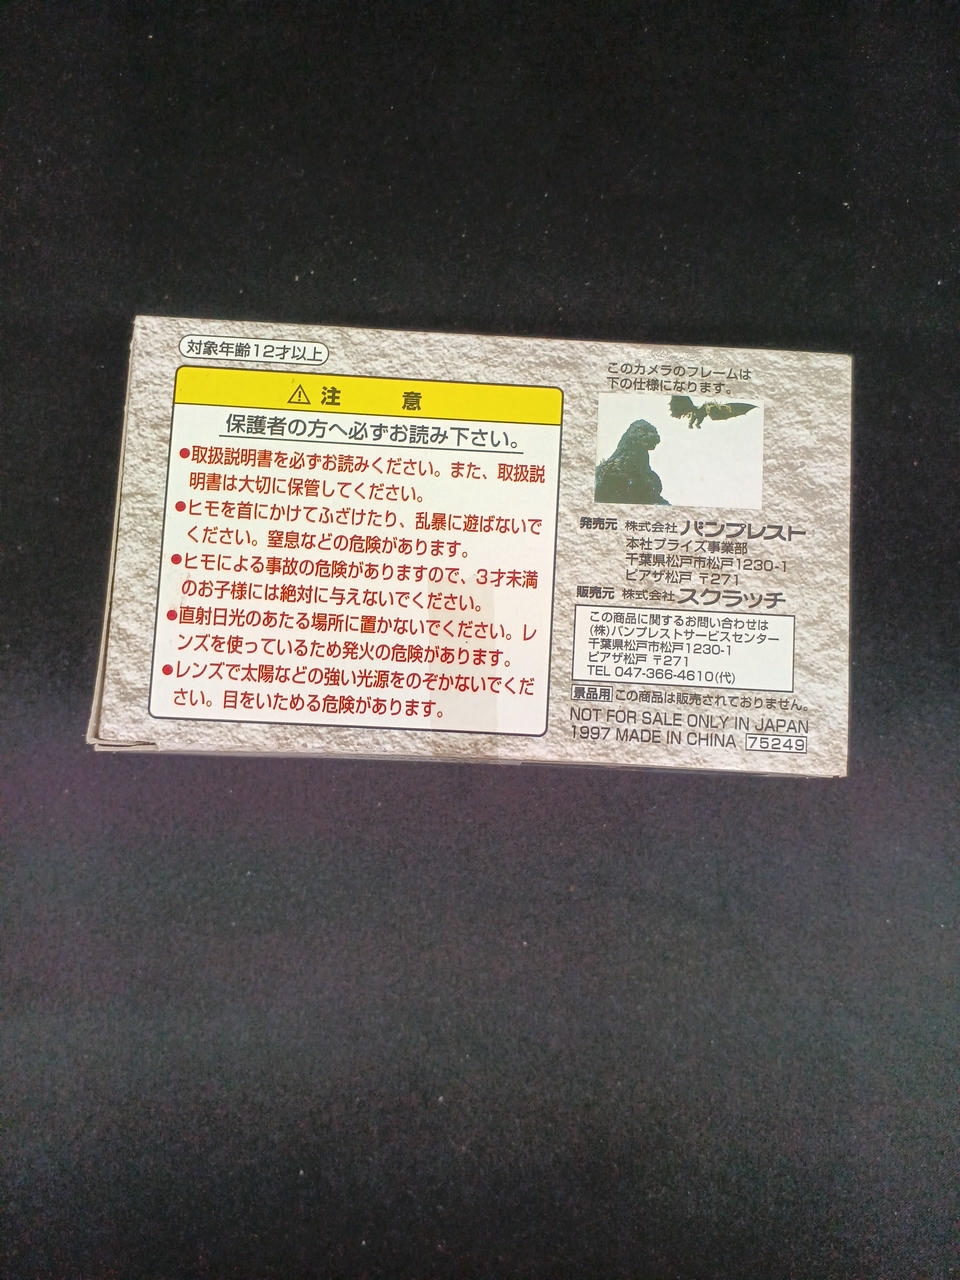 対象年齢12才以上
⚠注 意
保護者の方へ必ずお読み下さい。
●取扱説明書を必ずお読みください。また、取扱説
明書は大切に保管してください。
●ヒモを首にかけてふざけたり、乱暴に遊ばないで
ください。窒息などの危険があります。
●ヒモによる事故の危険がありますので、3才未満
のお子様には絶対に与えないでください。
●直射日光のあたる場所に置かないでください。レ
ンズを使っているため発火の危険があります。
●レンズで太陽などの強い光源をのぞかないでくだ
さい。目をいためる危険があります。
このカメラのフレームは
下の仕様になります。
発売元 株式会社 バンプレスト
本社プライズ事業部
千葉県松戸市松戸1230-1
ピアザ松戸 〒271
販売元 株式会社 スクラッチ
この商品に関するお問い合わせは
(株)バンプレストサービスセンター
千葉県松戸市松戸1230-1
ピアザ松戸 〒271
TEL 047-366-4610(代)
景品用 この商品は販売されておりません。
NOT FOR SALE ONLY IN JAPAN
1997 MADE IN CHINA 75249